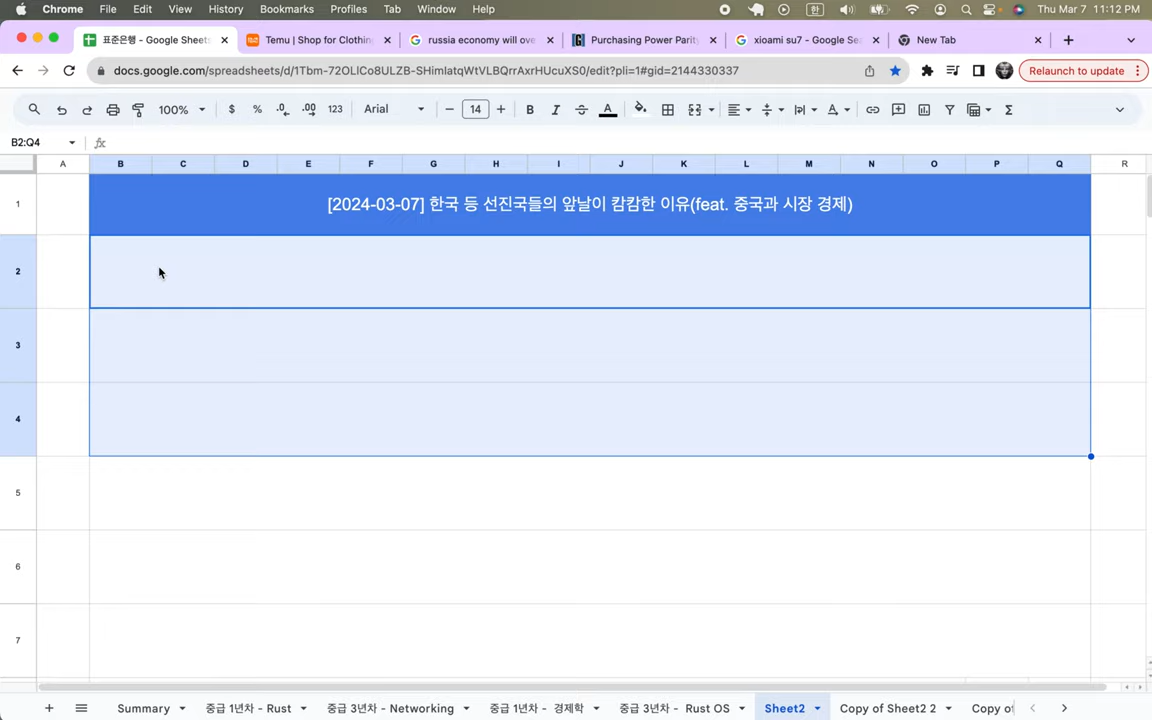 Chrome File Edit View History Bookmarks Profiles Tab Window Help 한 Thu Mar 7 11:12 PM
표준은행 - Google Sheets Temu | Shop for Clothing russia economy will ove Purchasing Power Parity xioami su7 - Google Sea New Tab
docs.google.com/spreadsheets/d/1Tbm-72OLlCo8ULZB-SHimIatqWtVLBQrrAxrHUcuXS0/edit?pli=1#gid=2144330337 Relaunch to update
100% $ % .0 .00 123 Arial 14 B I A A
B2:Q4 fx
A B C D E F G H I J K L M N O P Q R
1 [2024-03-07] 한국 등 선진국들의 앞날이 캄캄한 이유(feat. 중국과 시장 경제)
2
3
4
5
6
7
Summary 중급 1년차 - Rust 중급 3년차 - Networking 중급 1년차 - 경제학 중급 3년차 - Rust OS Sheet2 Copy of Sheet2 2 Copy of